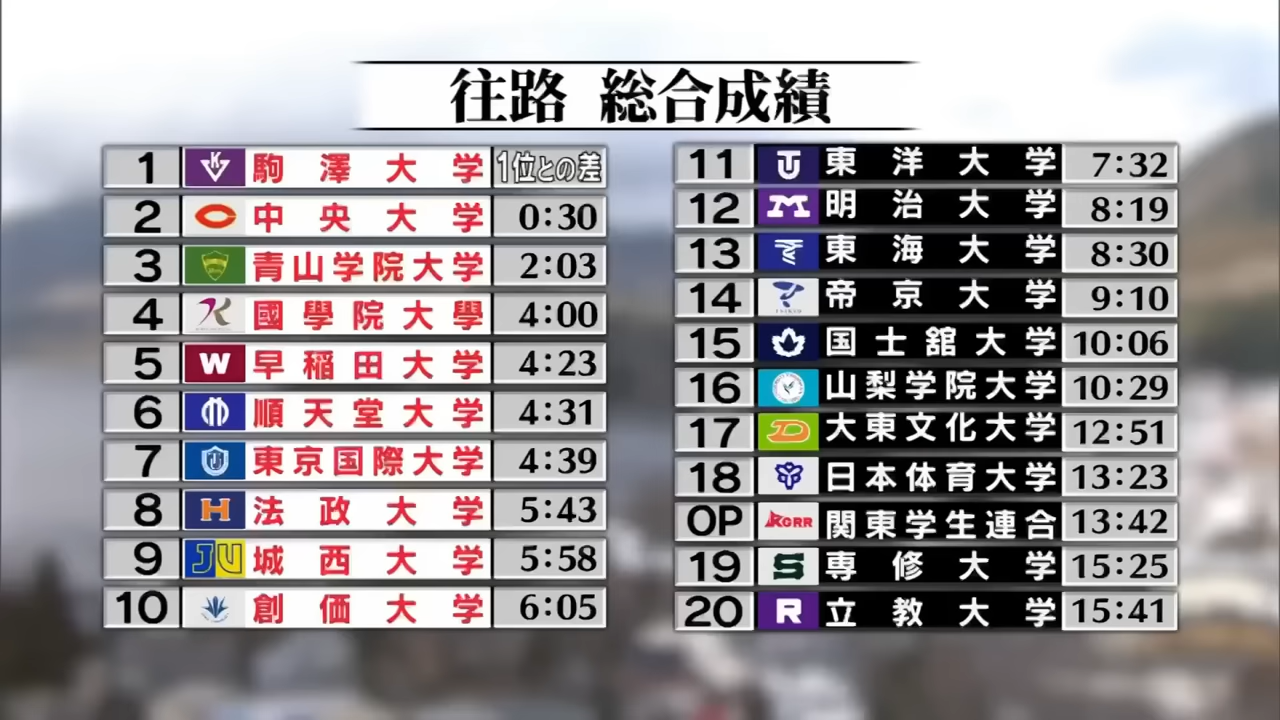 往路 総合成績
1 駒澤大学 1位との差
2 中央大学 0:30
3 青山学院大学 2:03
4 國學院大學 4:00
5 W 早稲田大学 4:23
6 順天堂大学 4:31
7 東京国際大学 4:39
8 H 法政大学 5:43
9 JU 城西大学 5:58
10 創価大学 6:05
11 東洋大学 7:32
12 M 明治大学 8:19
13 東海大学 8:30
14 帝京大学 9:10
15 国士舘大学 10:06
16 山梨学院大学 10:29
17 D 大東文化大学 12:51
18 日本体育大学 13:23
OP KGRR 関東学生連合 13:42
19 S 専修大学 15:25
20 R 立教大学 15:41